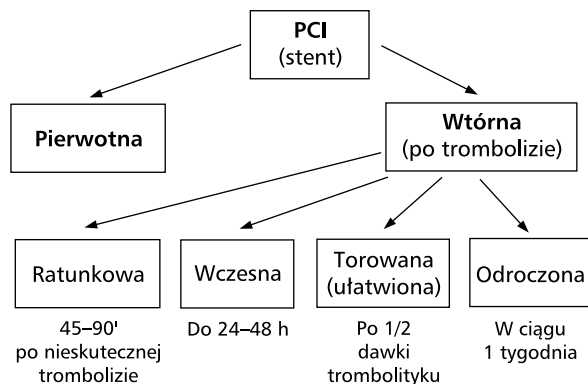 PCI
(stent)
Pierwotna
Wtórna
(po trombolizie)
Ratunkowa
Wczesna
Torowana
(ułatwiona)
Odroczona
45–90'
po nieskutecznej
trombolizie
Do 24–48 h
Po 1/2
dawki
trombolityku
W ciągu
1 tygodnia